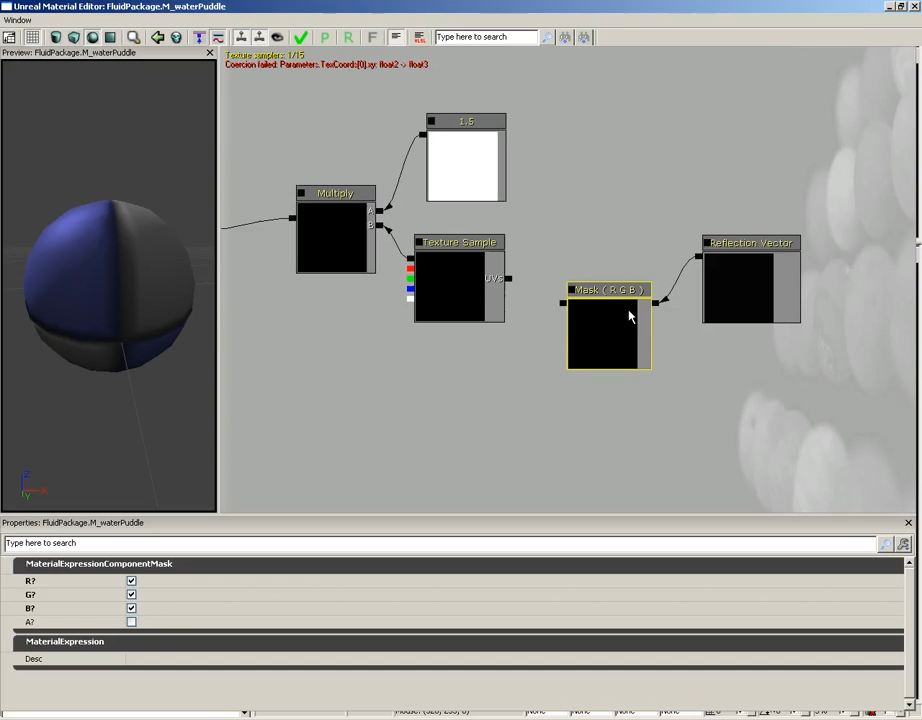 Unreal Material Editor: FluidPackage.M_waterPuddle
Window
P R F
HLSL
Type here to search
Preview: FluidPackage.M_waterPuddle
Texture samplers: 1/15
Coercion failed: Parameters.TexCoords[0].xy: float2 -> float3
1.5
Multiply
A
B
Texture Sample
UVs
Mask ( R G B )
Reflection Vector
Z
X
Y
Properties: FluidPackage.M_waterPuddle
Type here to search
MaterialExpressionComponentMask
R?
G?
B?
A?
MaterialExpression
Desc